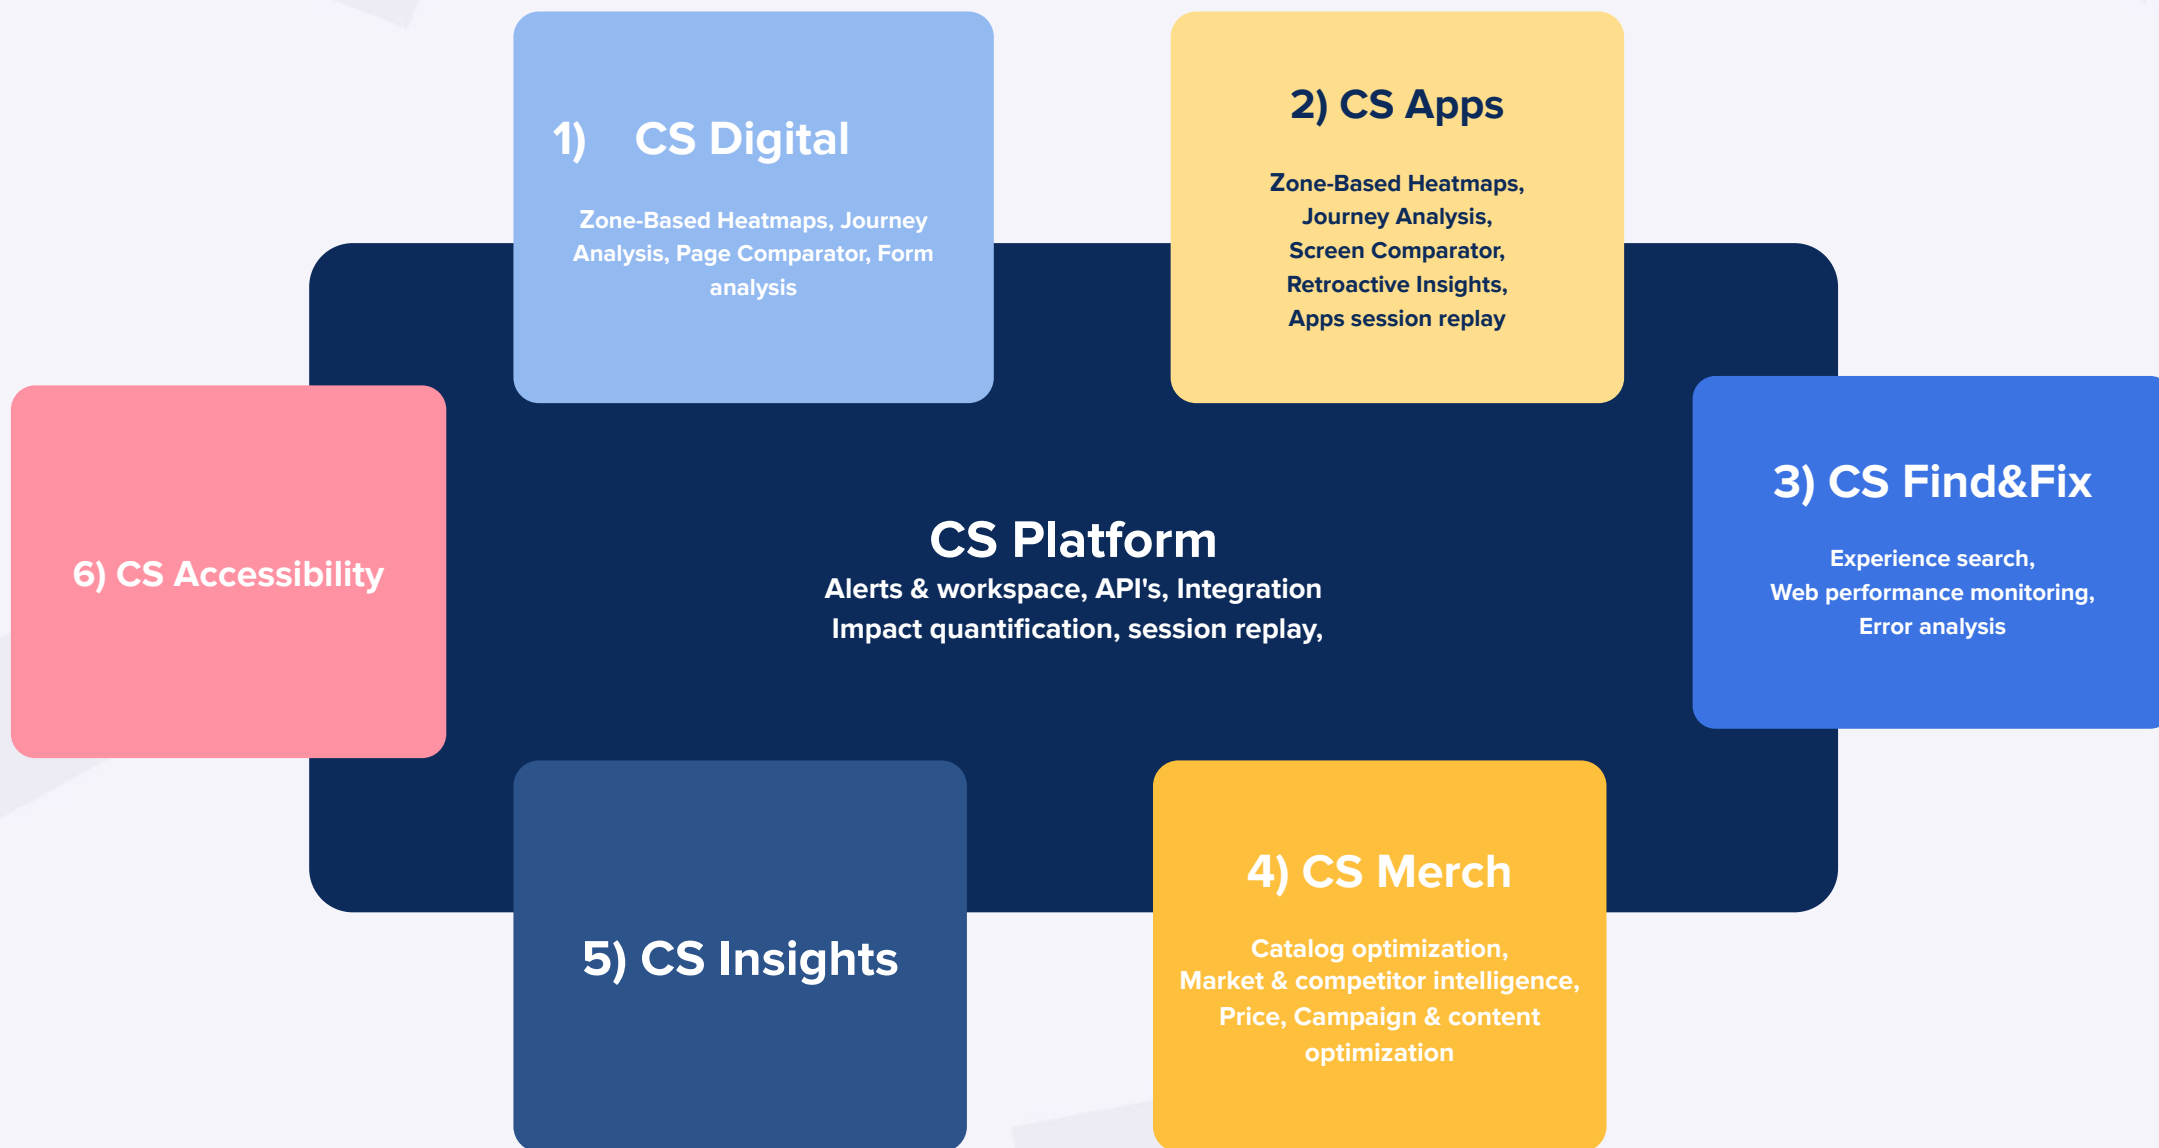 1) CS Digital
Zone-Based Heatmaps, Journey
Analysis, Page Comparator, Form
analysis
2) CS Apps
Zone-Based Heatmaps,
Journey Analysis,
Screen Comparator,
Retroactive Insights,
Apps session replay
3) CS Find&Fix
Experience search,
Web performance monitoring,
Error analysis
CS Platform
Alerts & workspace, API's, Integration
Impact quantification, session replay,
6) CS Accessibility
5) CS Insights
4) CS Merch
Catalog optimization,
Market & competitor intelligence,
Price, Campaign & content
optimization